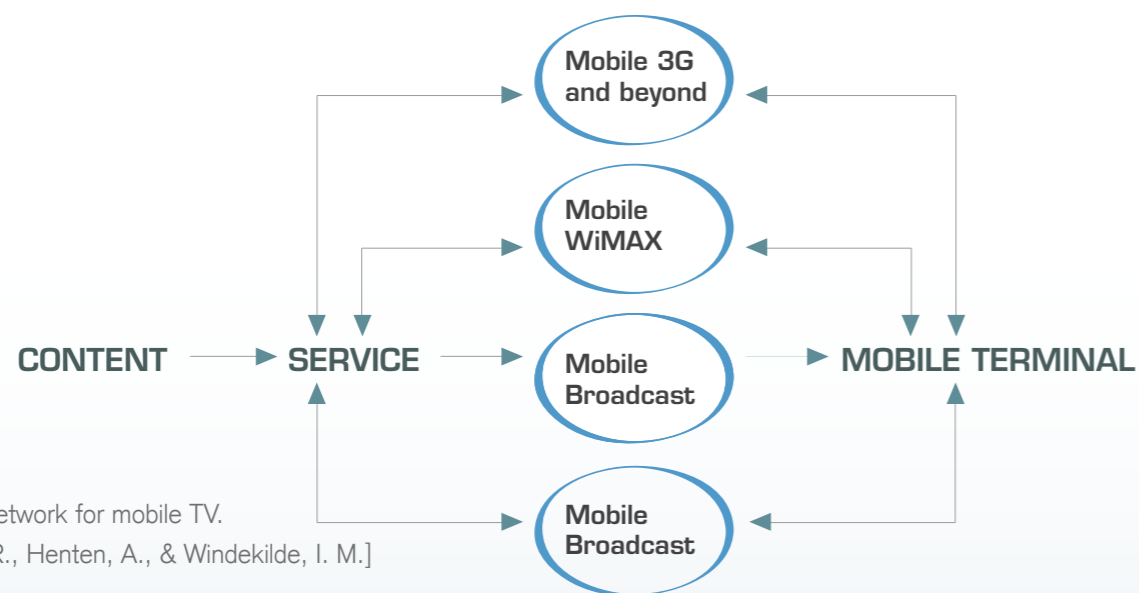 Mobile 3G
and beyond
Mobile
WiMAX
CONTENT
SERVICE
Mobile
Broadcast
MOBILE TERMINAL
Mobile
Broadcast
network for mobile TV.
Henten, A., & Windekilde, I. M.]